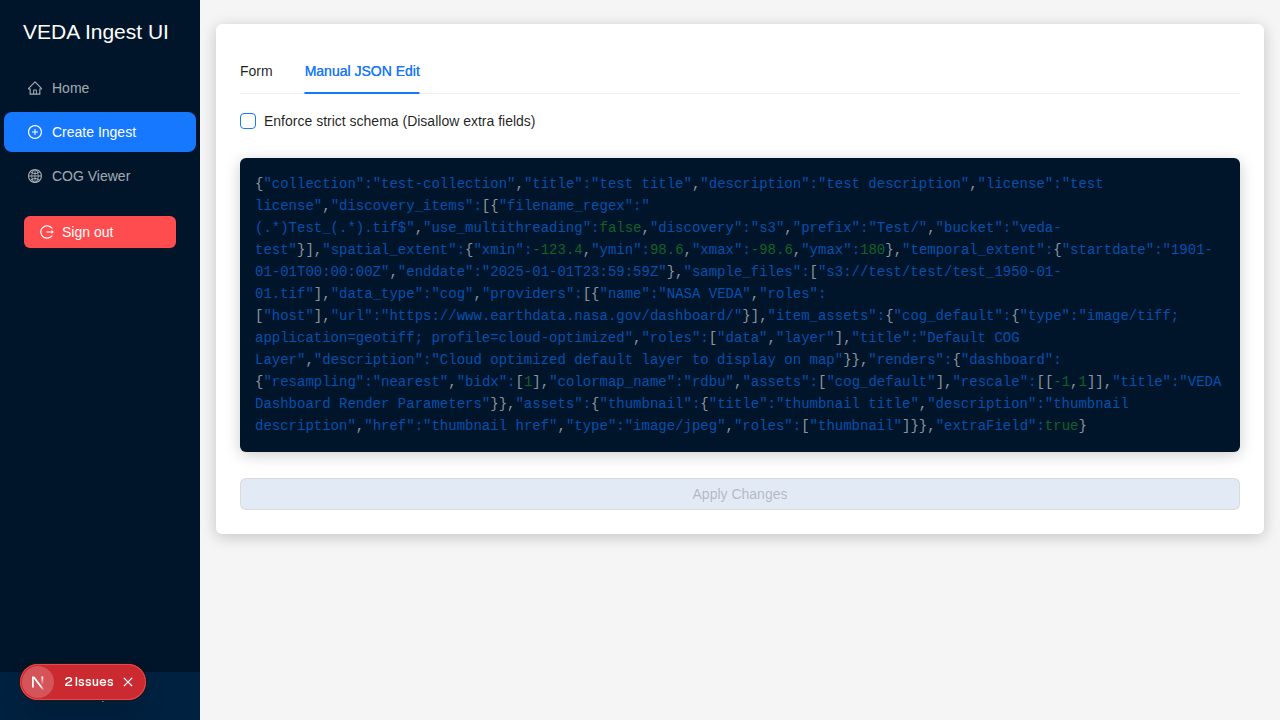 VEDA Ingest UI
Home
Create Ingest
COG Viewer
Sign out
2 Issues
Form
Manual JSON Edit
Enforce strict schema (Disallow extra fields)
{"collection":"test-collection","title":"test title","description":"test description","license":"test
license","discovery_items":[{"filename_regex":"
(.*)Test_(.*).tif$","use_multithreading":false,"discovery":"s3","prefix":"Test/","bucket":"veda-
test"}],"spatial_extent":{"xmin":-123.4,"ymin":98.6,"xmax":-98.6,"ymax":180},"temporal_extent":{"startdate":"1901-
01-01T00:00:00Z","enddate":"2025-01-01T23:59:59Z"},"sample_files":["s3://test/test/test_1950-01-
01.tif"],"data_type":"cog","providers":[{"name":"NASA VEDA","roles":
["host"],"url":"https://www.earthdata.nasa.gov/dashboard/"}],"item_assets":{"cog_default":{"type":"image/tiff;
application=geotiff; profile=cloud-optimized","roles":["data","layer"],"title":"Default COG
Layer","description":"Cloud optimized default layer to display on map"}},"renders":{"dashboard":
{"resampling":"nearest","bidx":[1],"colormap_name":"rdbu","assets":["cog_default"],"rescale":[[-1,1]],"title":"VEDA
Dashboard Render Parameters"}},"assets":{"thumbnail":{"title":"thumbnail title","description":"thumbnail
description","href":"thumbnail href","type":"image/jpeg","roles":["thumbnail"]}},"extraField":true}
Apply Changes